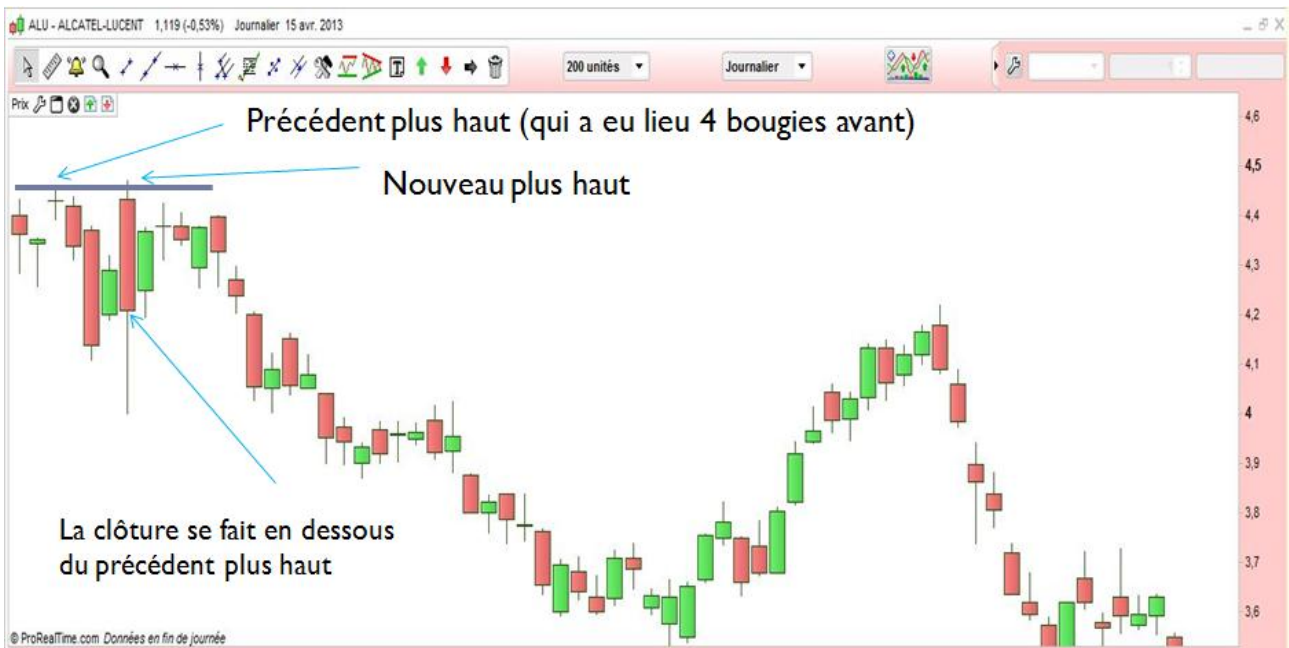 ALU - ALCATEL-LUCENT 1,119 (-0,53%) Journalier 15 avr. 2013
200 unités
Journalier
Prix
Précédent plus haut (qui a eu lieu 4 bougies avant)
Nouveau plus haut
La clôture se fait en dessous
du précédent plus haut
4,6
4,5
4,4
4,3
4,2
4,1
4
3,9
3,8
3,7
3,6
© ProRealTime.com Données en fin de journée